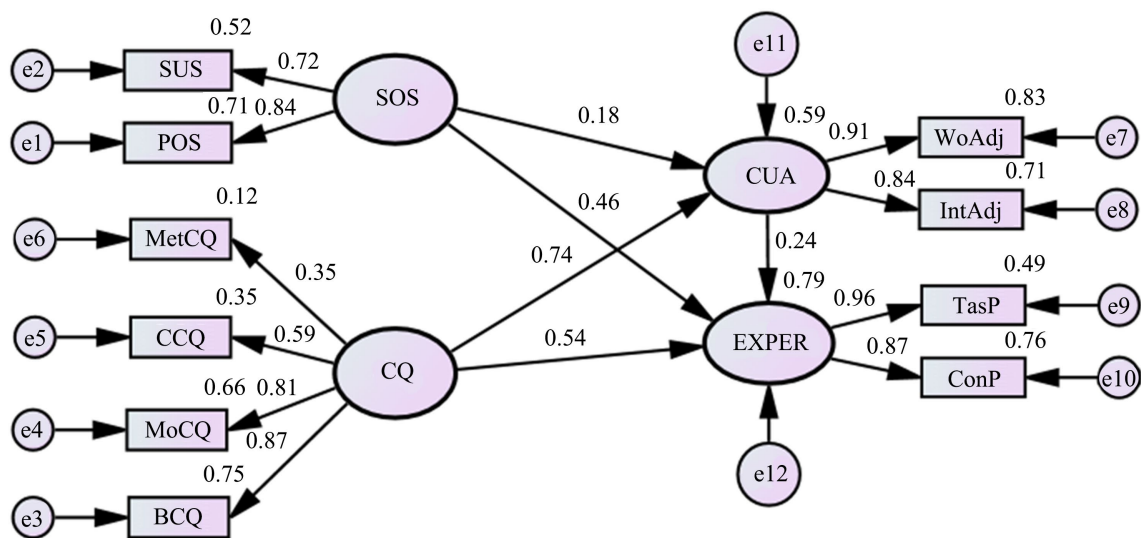 0.52
e11
e2
SUS
0.72
SOS
0.71
0.84
0.59
0.83
e1
POS
0.18
0.91
WoAdj
e7
CUA
0.71
0.12
0.46
0.84
IntAdj
e8
e6
MetCQ
0.74
0.24
0.35
0.79
0.49
0.35
0.96
TasP
e9
e5
CCQ
0.59
0.54
EXPER
0.76
CQ
0.87
0.66
0.81
ConP
e10
e4
MoCQ
0.87
0.75
e12
e3
BCQ